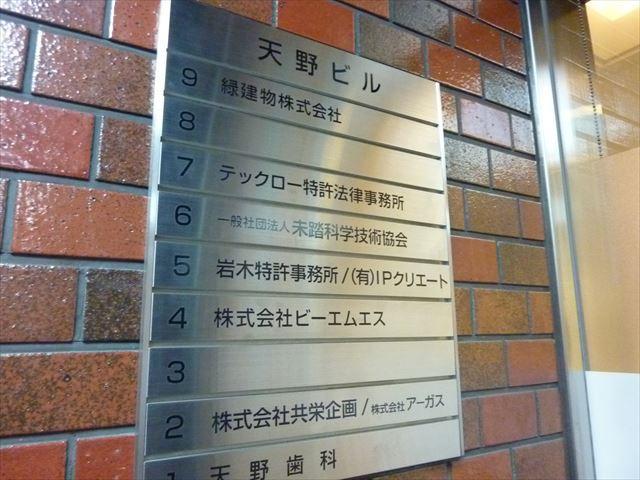 天野ビル
9 緑建物株式会社
8
7 テックロー特許法律事務所
6 一般社団法人 未踏科学技術協会
5 岩木特許事務所/(有)IPクリエート
4 株式会社ビーエムエス
3
2 株式会社共栄企画/株式会社アーガス
1 天野歯科